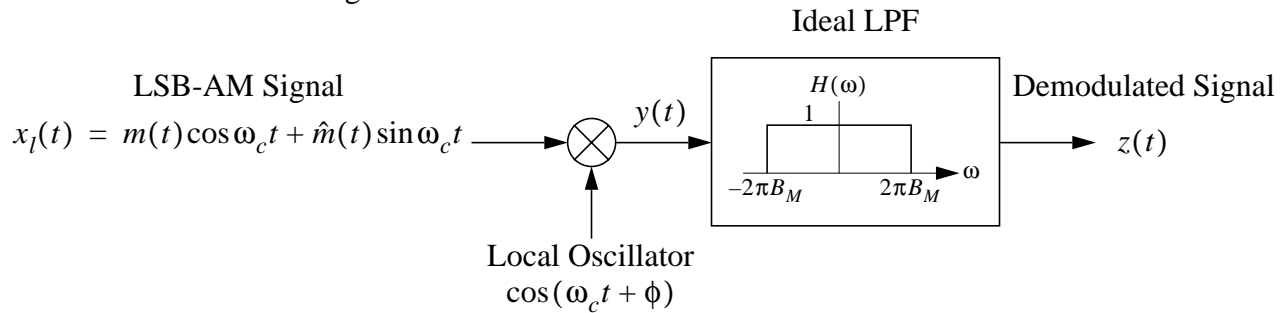 Ideal LPF
LSB-AM Signal
x_l(t) = m(t) cos ω_c t + m̂(t) sin ω_c t
y(t)
H(ω)
1
−2πB_M
2πB_M
ω
Demodulated Signal
z(t)
Local Oscillator
cos(ω_c t + ϕ)